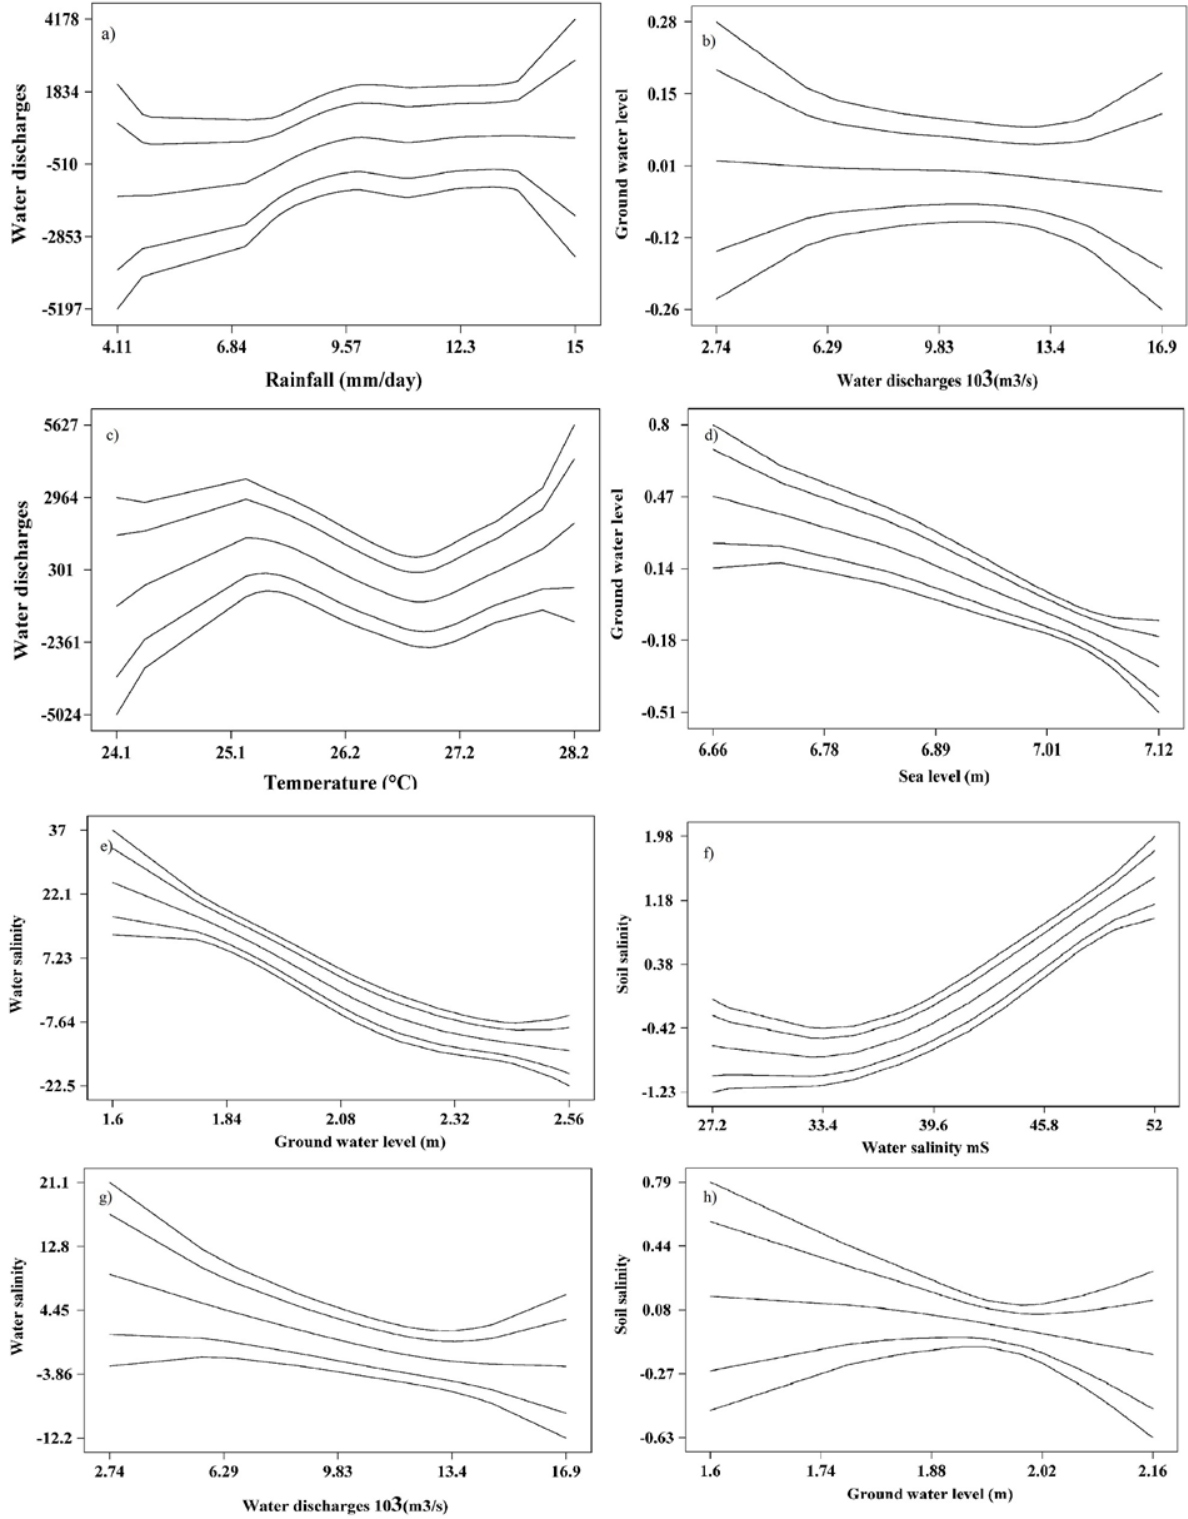 a)
Water discharges
4178
1834
-510
-2853
-5197
4.11 6.84 9.57 12.3 15
Rainfall (mm/day)
b)
Ground water level
0.28
0.15
0.01
-0.12
-0.26
2.74 6.29 9.83 13.4 16.9
Water discharges 103(m3/s)
c)
Water discharges
5627
2964
301
-2361
-5024
24.1 25.1 26.2 27.2 28.2
Temperature (°C)
d)
Ground water level
0.8
0.47
0.14
-0.18
-0.51
6.66 6.78 6.89 7.01 7.12
Sea level (m)
e)
Water salinity
37
22.1
7.23
-7.64
-22.5
1.6 1.84 2.08 2.32 2.56
Ground water level (m)
f)
Soil salinity
1.98
1.18
0.38
-0.42
-1.23
27.2 33.4 39.6 45.8 52
Water salinity mS
g)
Water salinity
21.1
12.8
4.45
-3.86
-12.2
2.74 6.29 9.83 13.4 16.9
Water discharges 103(m3/s)
h)
Soil salinity
0.79
0.44
0.08
-0.27
-0.63
1.6 1.74 1.88 2.02 2.16
Ground water level (m)